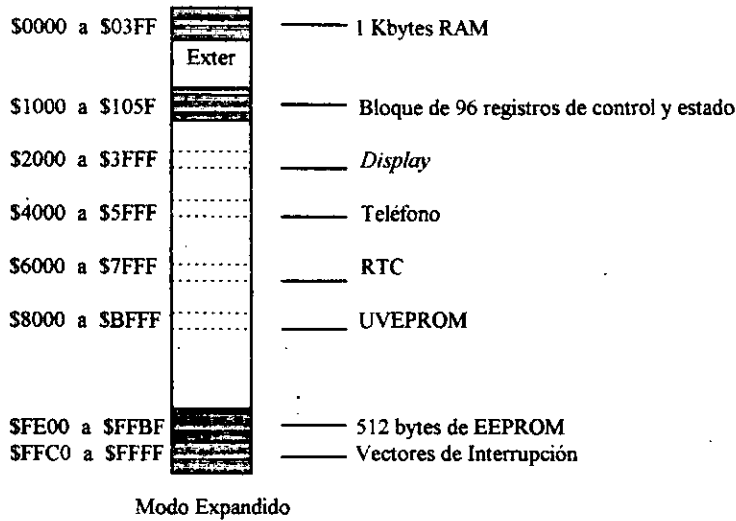 $0000 a $03FF 1 Kbytes RAM
Exter
$1000 a $105F Bloque de 96 registros de control y estado
$2000 a $3FFF Display
$4000 a $5FFF Teléfono
$6000 a $7FFF RTC
$8000 a $BFFF UVEPROM
$FE00 a $FFBF 512 bytes de EEPROM
$FFC0 a $FFFF Vectores de Interrupción
Modo Expandido